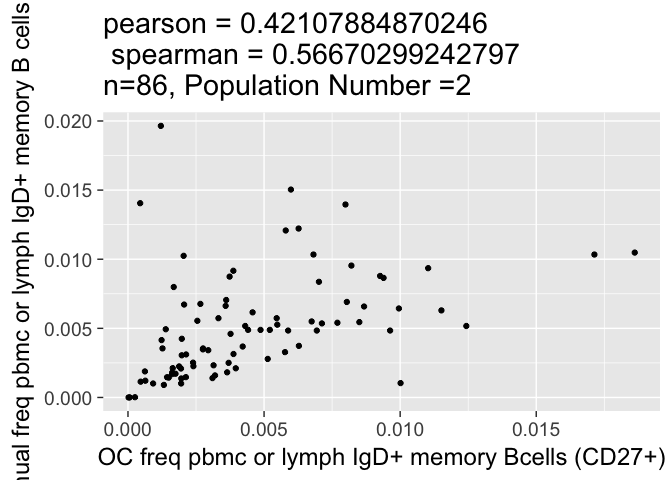 pearson = 0.42107884870246
spearman = 0.56670299242797
n=86, Population Number =2
nual freq pbmc or lymph IgD+ memory B cells
0.020
0.015
0.010
0.005
0.000
0.000 0.005 0.010 0.015
OC freq pbmc or lymph IgD+ memory Bcells (CD27+)